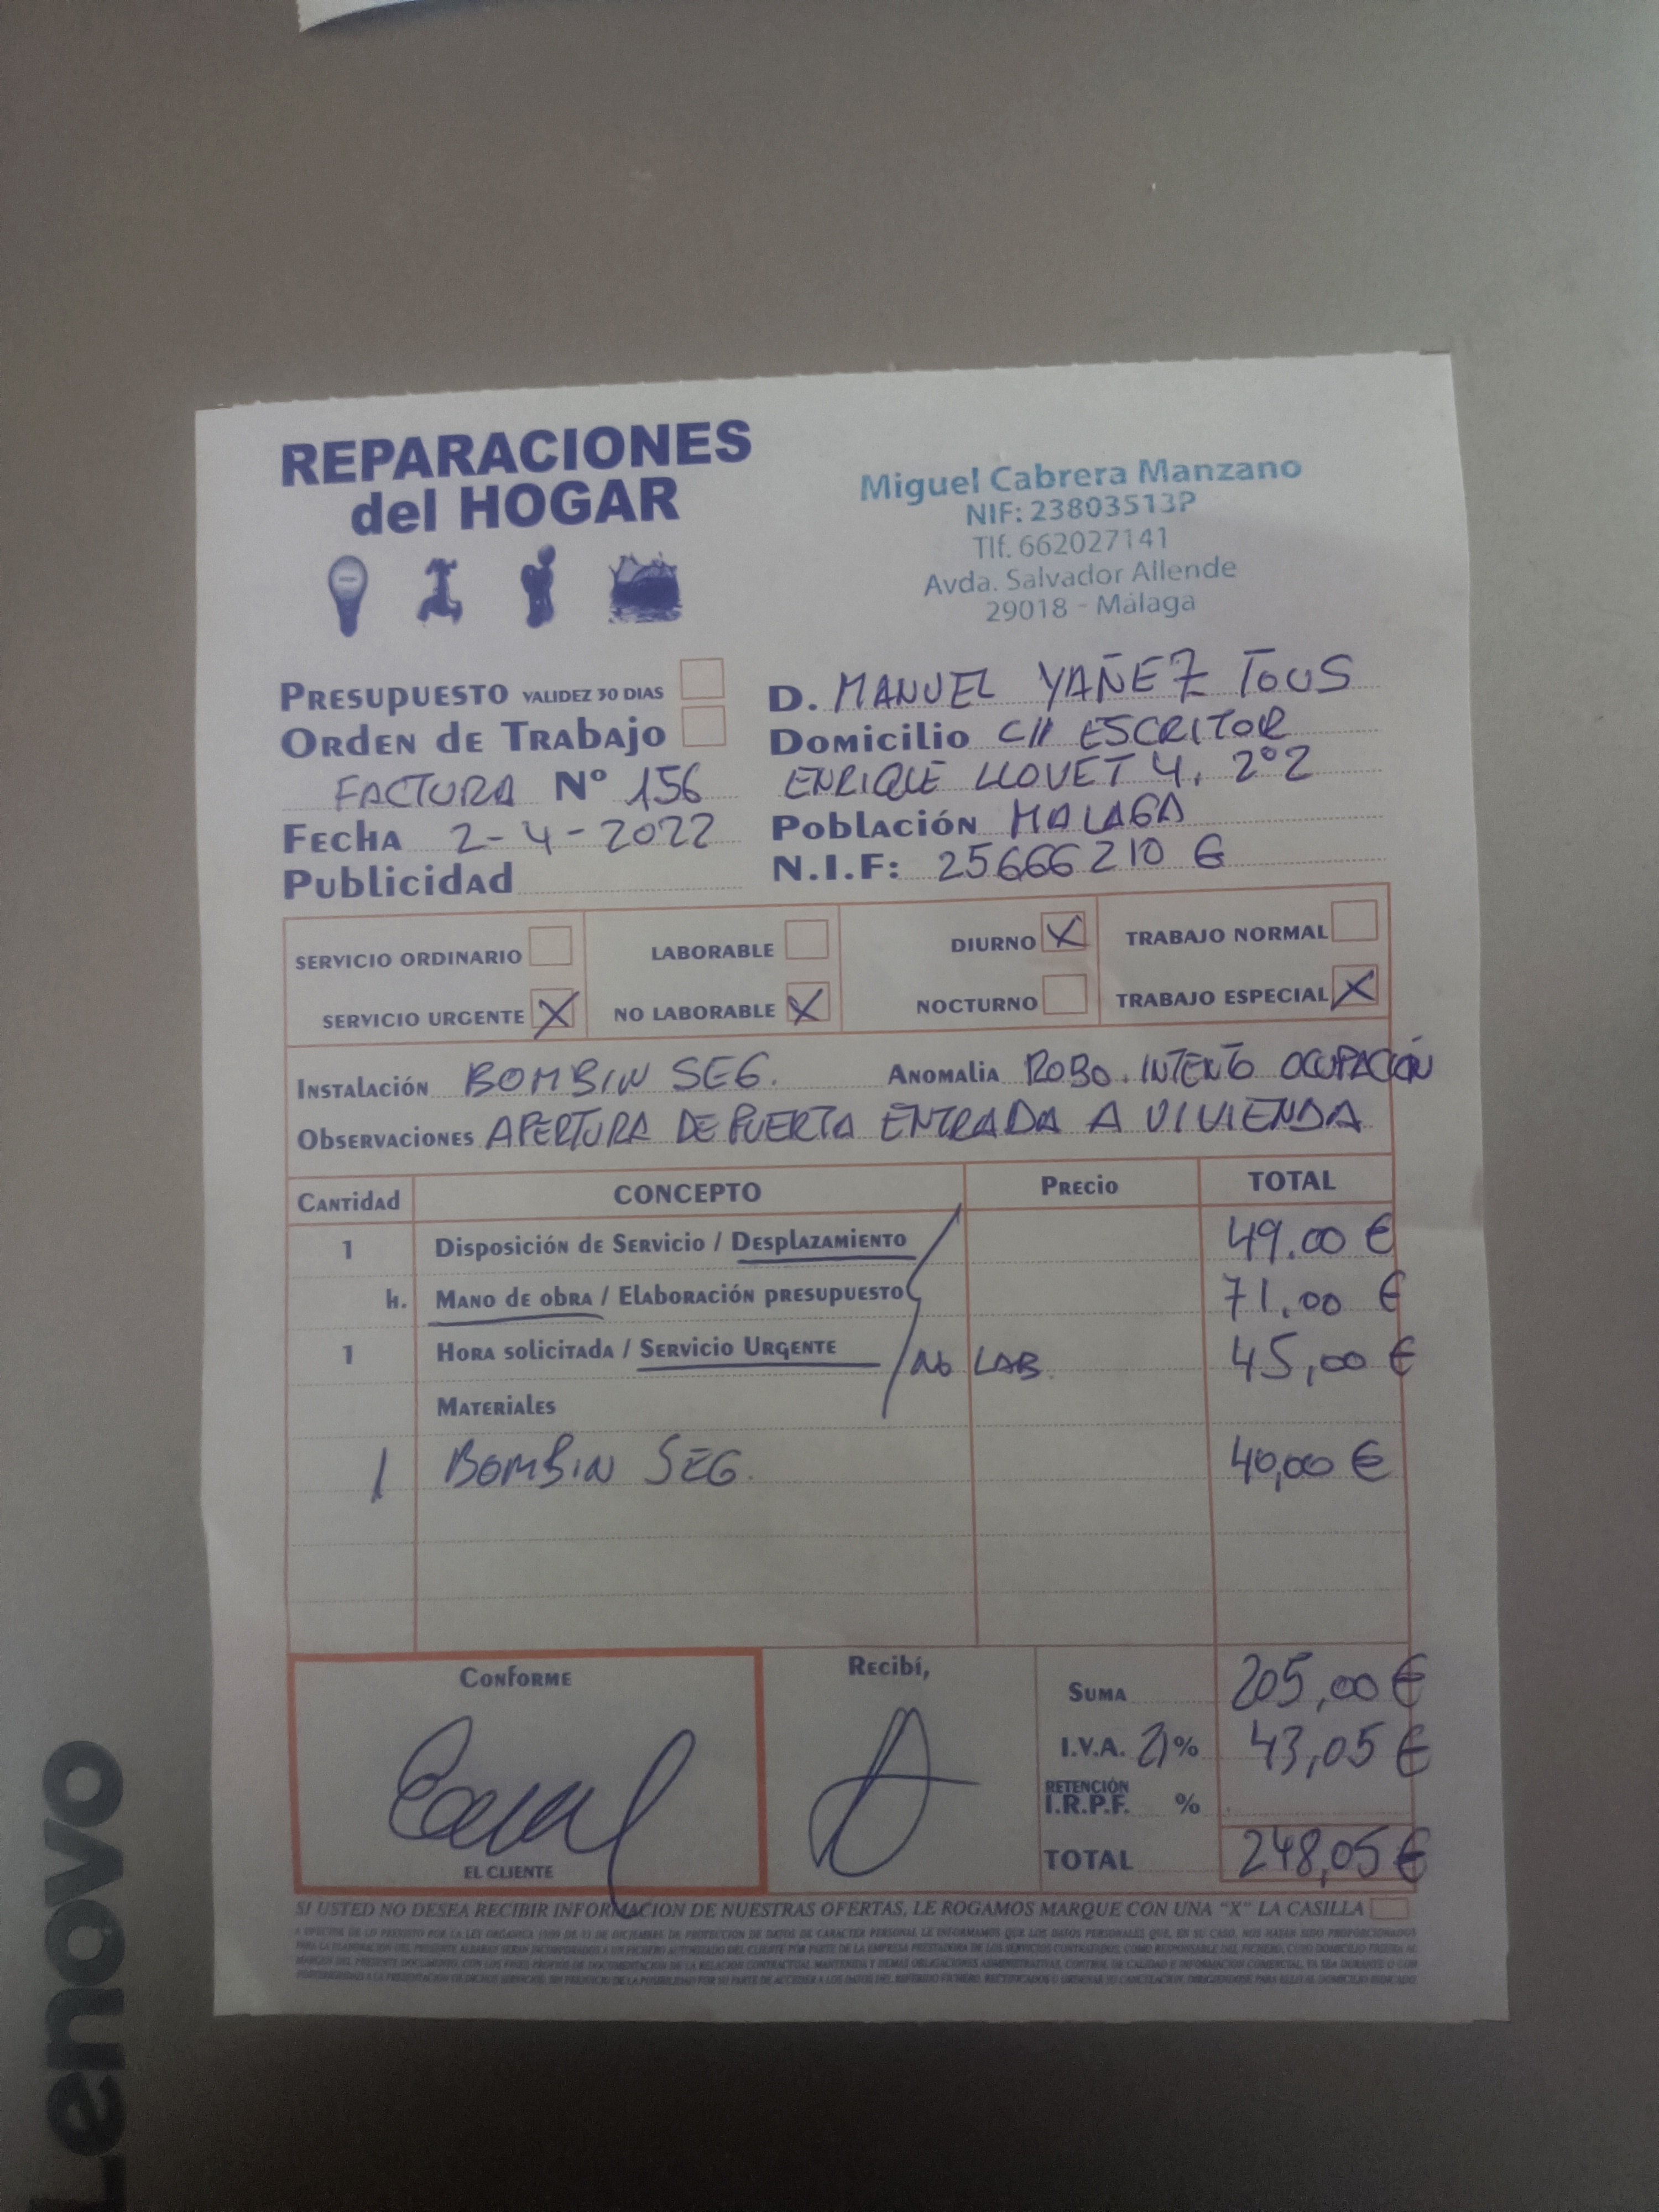 REPARACIONES
del HOGAR
Miguel Cabrera Manzano
NIF: 23803513P
Tlf. 662027141
Avda. Salvador Allende
29018 - Málaga
PRESUPUESTO VALIDEZ 30 DIAS
ORDEN DE TRABAJO
FACTURA Nº 156
FECHA 2-4-2022
PUBLICIDAD
D. MANUEL YAÑEZ TOUS
DOMICILIO C// ESCRITOR
ENRIQUE LLOVET 4, 2º2
POBLACIÓN MALAGA
N.I.F: 25666210 G
SERVICIO ORDINARIO LABORABLE DIURNO X TRABAJO NORMAL
SERVICIO URGENTE X NO LABORABLE X NOCTURNO TRABAJO ESPECIAL X
INSTALACIÓN BOMBIN SEG. ANOMALIA ROBO. INTENTO OCUPACIÓN
OBSERVACIONES APERTURA DE PUERTA ENTRADA A VIVIENDA
CANTIDAD CONCEPTO PRECIO TOTAL
1 DISPOSICIÓN DE SERVICIO / DESPLAZAMIENTO 49.00 €
h. MANO DE OBRA / ELABORACIÓN PRESUPUESTO 71,00 €
1 HORA SOLICITADA / SERVICIO URGENTE / NO LAB. 45,00 €
MATERIALES
1 BOMBIN SEG. 40,00 €
CONFORME
EL CLIENTE
RECIBÍ,
SUMA 205,00 €
I.V.A. 21% 43,05 €
RETENCIÓN
I.R.P.F. %
TOTAL 248,05 €
SI USTED NO DESEA RECIBIR INFORMACION DE NUESTRAS OFERTAS, LE ROGAMOS MARQUE CON UNA "X" LA CASILLA
Lenovo